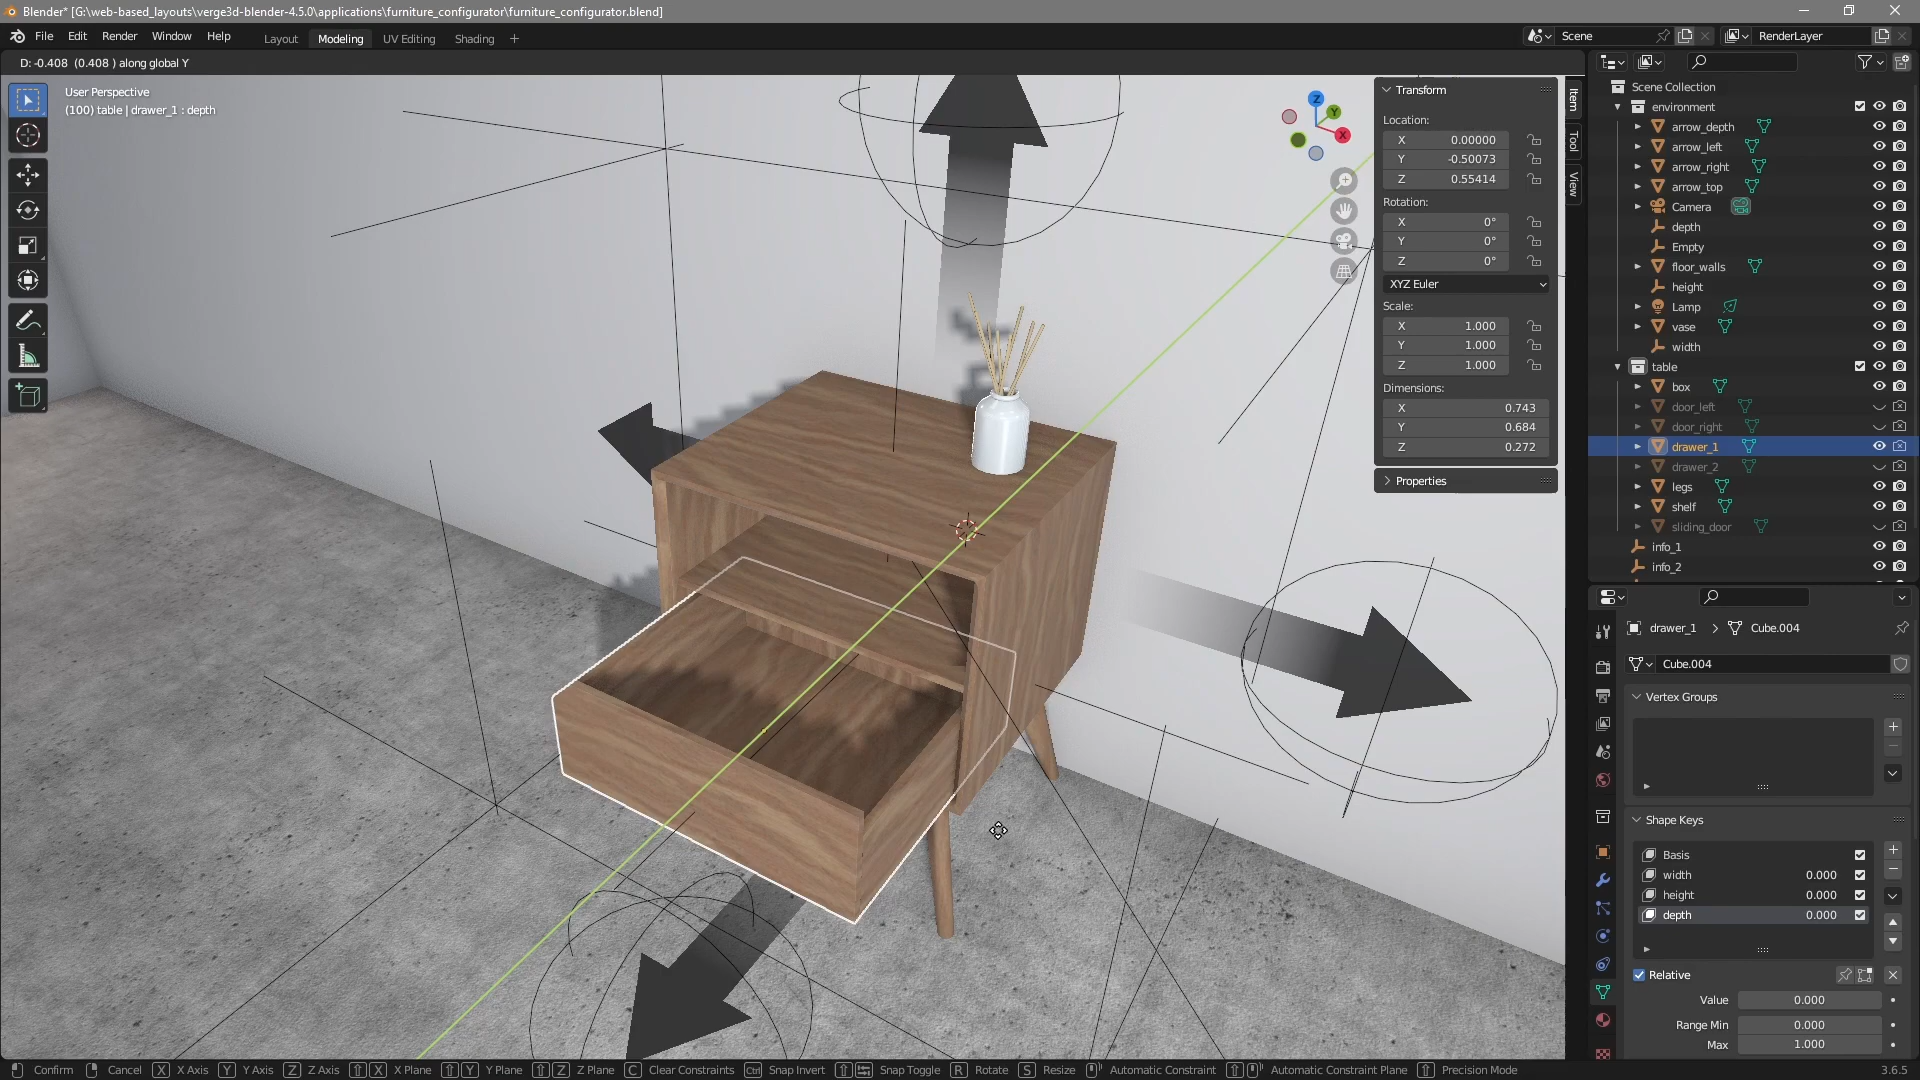 Blender* [G:\web-based_layouts\verge3d-blender-4.5.0\applications\furniture_configurator\furniture_configurator.blend]
File Edit Render Window Help Layout Modeling UV Editing Shading + Scene RenderLayer
D: -0.408 (0.408 ) along global Y
User Perspective
(100) table | drawer_1 : depth
Transform
Location:
X 0.00000
Y -0.50073
Z 0.55414
Rotation:
X 0°
Y 0°
Z 0°
XYZ Euler
Scale:
X 1.000
Y 1.000
Z 1.000
Dimensions:
X 0.743
Y 0.684
Z 0.272
Properties
Item
Tool
View
Z
Y
X
Scene Collection
environment
arrow_depth
arrow_left
arrow_right
arrow_top
Camera
depth
Empty
floor_walls
height
Lamp
vase
width
table
box
door_left
door_right
drawer_1
drawer_2
legs
shelf
sliding_door
info_1
info_2
drawer_1 > Cube.004
Cube.004
Vertex Groups
Shape Keys
Basis
width 0.000
height 0.000
depth 0.000
Relative
Value 0.000
Range Min 0.000
Max 1.000
Confirm Cancel X X Axis Y Y Axis Z Z Axis X X Plane Y Y Plane Z Z Plane C Clear Constraints Ctrl Snap Invert Snap Toggle R Rotate S Resize Automatic Constraint Automatic Constraint Plane Precision Mode 3.6.5